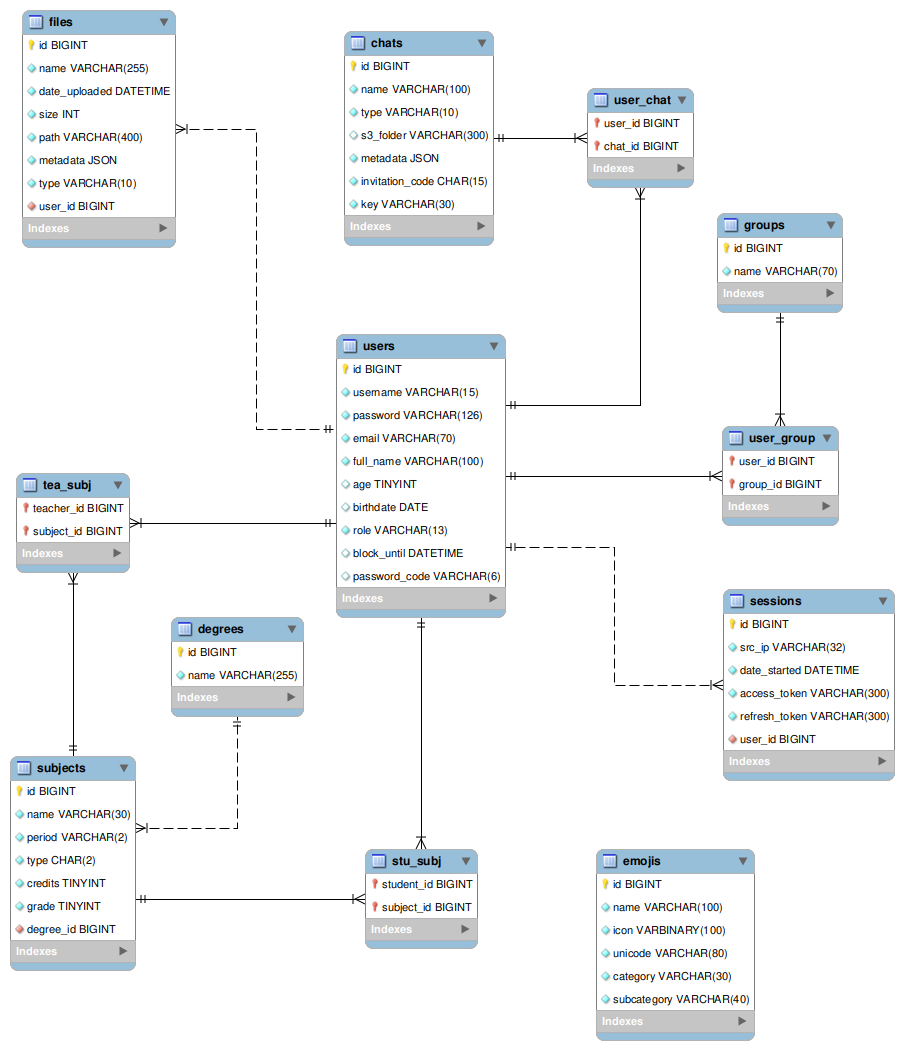 files
id BIGINT
name VARCHAR(255)
date_uploaded DATETIME
size INT
path VARCHAR(400)
metadata JSON
type VARCHAR(10)
user_id BIGINT
Indexes
chats
id BIGINT
name VARCHAR(100)
type VARCHAR(10)
s3_folder VARCHAR(300)
metadata JSON
invitation_code CHAR(15)
key VARCHAR(30)
Indexes
user_chat
user_id BIGINT
chat_id BIGINT
Indexes
groups
id BIGINT
name VARCHAR(70)
Indexes
users
id BIGINT
username VARCHAR(15)
password VARCHAR(126)
email VARCHAR(70)
full_name VARCHAR(100)
age TINYINT
birthdate DATE
role VARCHAR(13)
block_until DATETIME
password_code VARCHAR(6)
Indexes
user_group
user_id BIGINT
group_id BIGINT
Indexes
tea_subj
teacher_id BIGINT
subject_id BIGINT
Indexes
degrees
id BIGINT
name VARCHAR(255)
Indexes
sessions
id BIGINT
src_ip VARCHAR(32)
date_started DATETIME
access_token VARCHAR(300)
refresh_token VARCHAR(300)
user_id BIGINT
Indexes
subjects
id BIGINT
name VARCHAR(30)
period VARCHAR(2)
type CHAR(2)
credits TINYINT
grade TINYINT
degree_id BIGINT
Indexes
stu_subj
student_id BIGINT
subject_id BIGINT
Indexes
emojis
id BIGINT
name VARCHAR(100)
icon VARBINARY(100)
unicode VARCHAR(80)
category VARCHAR(30)
subcategory VARCHAR(40)
Indexes